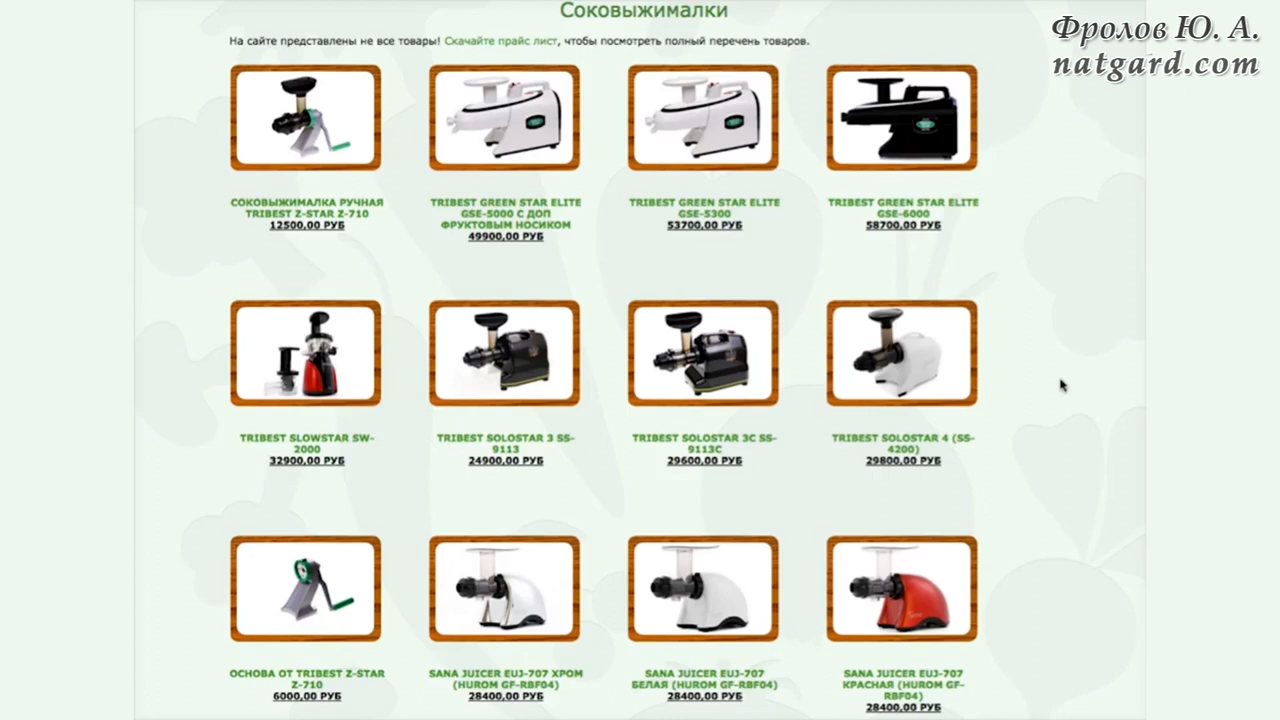 Соковыжималки
Фролов Ю. А.
natgard.com
На сайте представлены не все товары! Скачайте прайс лист, чтобы посмотреть полный перечень товаров.
СОКОВЫЖИМАЛКА РУЧНАЯ
TRIBEST Z-STAR Z-710
12500,00 РУБ
TRIBEST GREEN STAR ELITE
GSE-5000 С ДОП
ФРУКТОВЫМ НОСИКОМ
49900,00 РУБ
TRIBEST GREEN STAR ELITE
GSE-5300
53700,00 РУБ
TRIBEST GREEN STAR ELITE
GSE-6000
58700,00 РУБ
TRIBEST SLOWSTAR SW-
2000
32900,00 РУБ
TRIBEST SOLOSTAR 3 SS-
9113
24900,00 РУБ
TRIBEST SOLOSTAR 3C SS-
9113C
29600,00 РУБ
TRIBEST SOLOSTAR 4 (SS-
4200)
29800,00 РУБ
ОСНОВА ОТ TRIBEST Z-STAR
Z-710
6000,00 РУБ
SANA JUICER EUJ-707 ХРОМ
(HUROM GF-RBF04)
28400,00 РУБ
SANA JUICER EUJ-707
БЕЛАЯ (HUROM GF-RBF04)
28400,00 РУБ
SANA JUICER EUJ-707
КРАСНАЯ (HUROM GF-
RBF04)
28400,00 РУБ